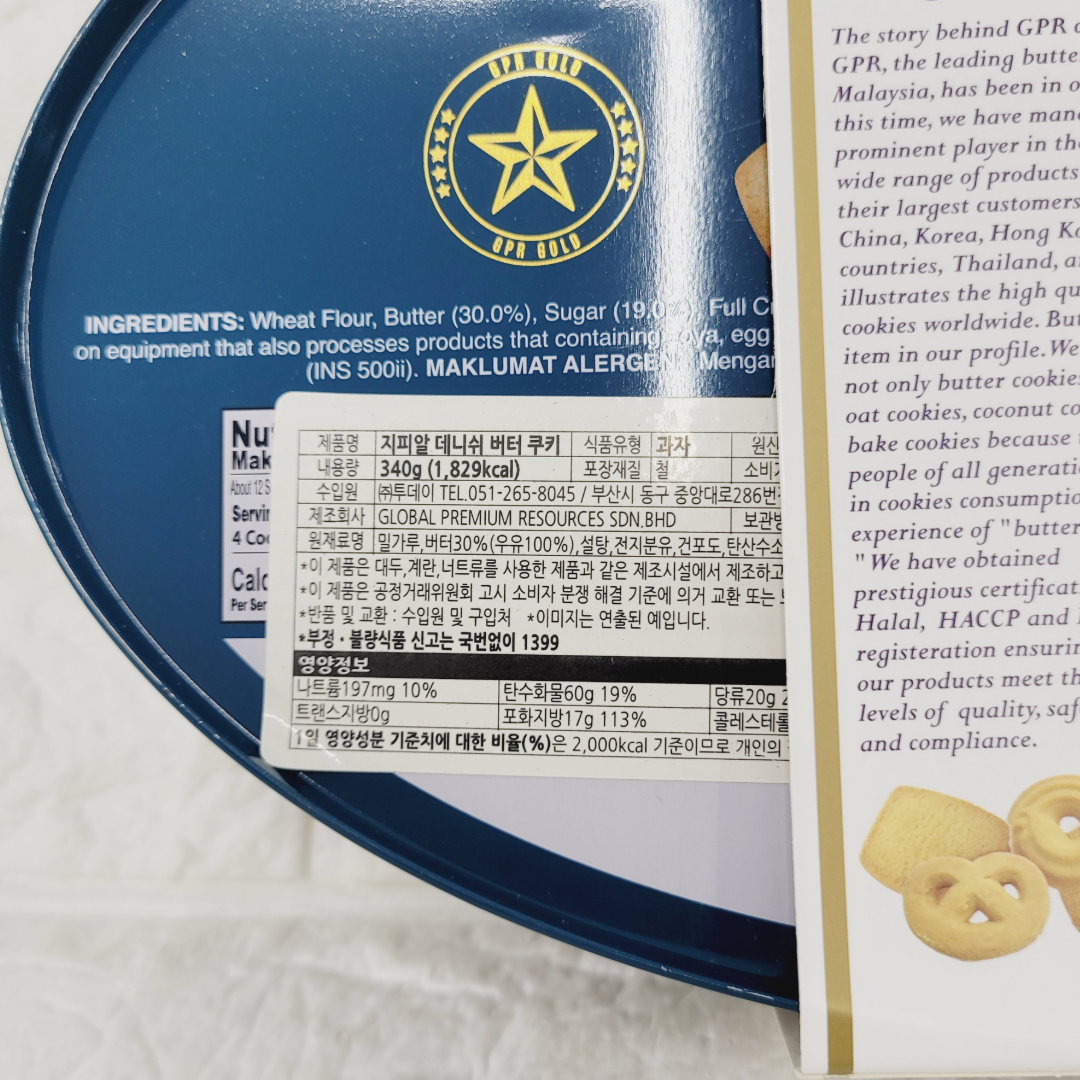 GPR GOLD
GPR GOLD
INGREDIENTS: Wheat Flour, Butter (30.0%), Sugar (19.0 Full
on equipment that also processes products that containing egg
(INS 500ii). MAKLUMAT ALERGE
Nu
Mak
About 12 S
Servin
4 Coo
Calo
Per Ser
제품명 지피알 데니쉬 버터 쿠키 식품유형 과자 원산
내용량 340g (1,829kcal) 포장재질 철 소비기
수입원 ㈜투데이 TEL.051-265-8045 / 부산시 동구 중앙대로286번
제조회사 GLOBAL PREMIUM RESOURCES SDN.BHD 보관방
원재료명 밀가루,버터30%(우유100%),설탕,전지분유,건포도,탄산수소
*이 제품은 대두,계란,너트류를 사용한 제품과 같은 제조시설에서 제조하고
*이 제품은 공정거래위원회 고시 소비자 분쟁 해결 기준에 의거 교환 또는
*반품 및 교환 : 수입원 및 구입처 *이미지는 연출된 예입니다.
*부정·불량식품 신고는 국번없이 1399
영양정보
나트륨197mg 10% 탄수화물60g 19% 당류20g 2
트랜스지방0g 포화지방17g 113% 콜레스테롤
1일 영양성분 기준치에 대한 비율(%)은 2,000kcal 기준이므로 개인의
The story behind GPR
GPR, the leading butte
Malaysia, has been in o
this time, we have man
prominent player in the
wide range of products
their largest customers
China, Korea, Hong Ko
countries, Thailand, a
illustrates the high qu
cookies worldwide. But
item in our profile. We
not only butter cookies
oat cookies, coconut co
bake cookies because
people of all generati
in cookies consumptio
experience of "butter
"We have obtained
prestigious certificat
Halal, HACCP and
registeration ensurin
our products meet th
levels of quality, saf
and compliance.